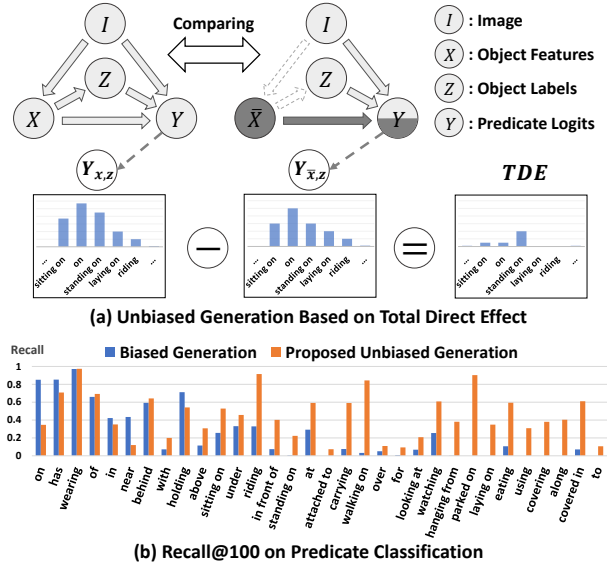 Comparing
I
Z
X
Y
I
Z
X̄
Y
I : Image
X : Object Features
Z : Object Labels
Y : Predicate Logits
Y_{x,z}
Y_{x̄,z}
TDE
... sitting on on standing on laying on riding ...
−
... sitting on on standing on laying on riding ...
=
... sitting on on standing on laying on riding ...
(a) Unbiased Generation Based on Total Direct Effect
Recall
Biased Generation Proposed Unbiased Generation
1
0.8
0.6
0.4
0.2
0
on has wearing of in near behind with holding above sitting on under riding in front of standing on at attached to carrying walking on over for looking at watching hanging from parked on laying on eating using covering along covered in to
(b) Recall@100 on Predicate Classification